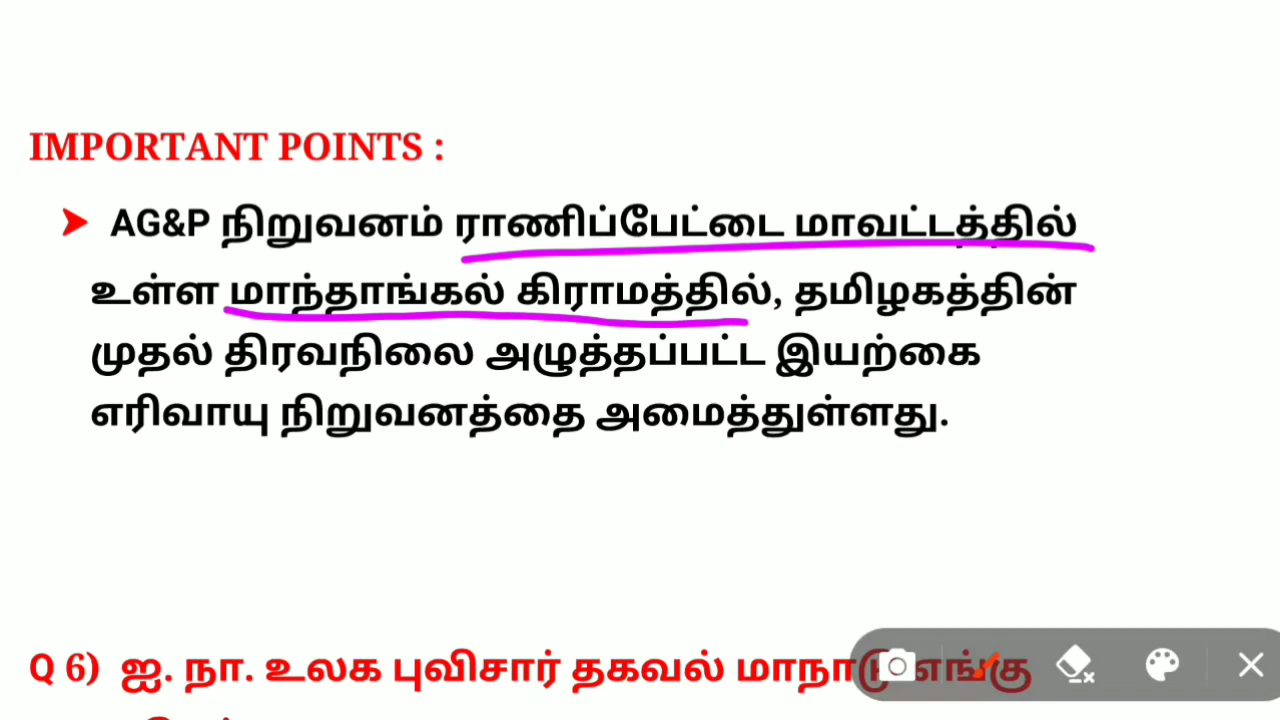 IMPORTANT POINTS :
➤ AG&P நிறுவனம் ராணிப்பேட்டை மாவட்டத்தில்
உள்ள மாந்தாங்கல் கிராமத்தில், தமிழகத்தின்
முதல் திரவநிலை அழுத்தப்பட்ட இயற்கை
எரிவாயு நிறுவனத்தை அமைத்துள்ளது.
Q 6) ஐ. நா. உலக புவிசார் தகவல் மாநாடு எங்கு